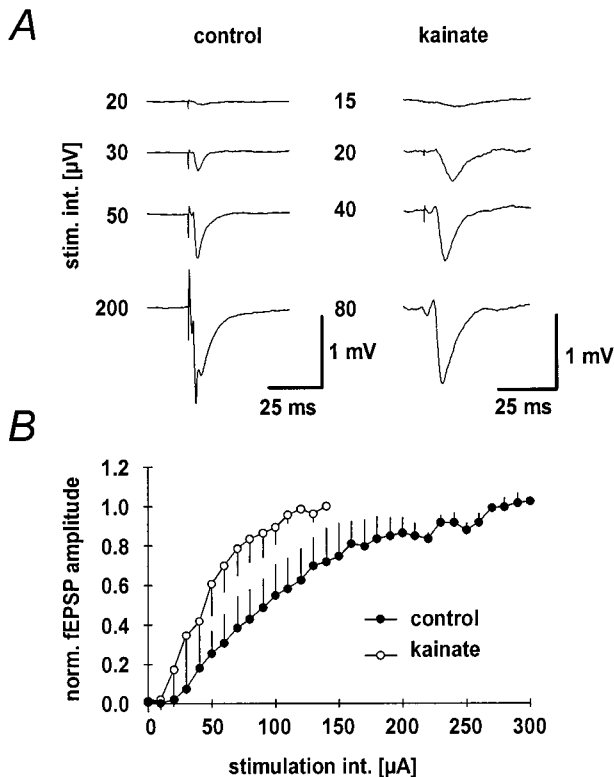 A
control kainate
stim. int. [µV]
20 15
30 20
50 40
200 80
1 mV 1 mV
25 ms 25 ms
B
norm. fEPSP amplitude
1.2
1.0
0.8
0.6
0.4
0.2
0.0
control
kainate
0 50 100 150 200 250 300
stimulation int. [µA]